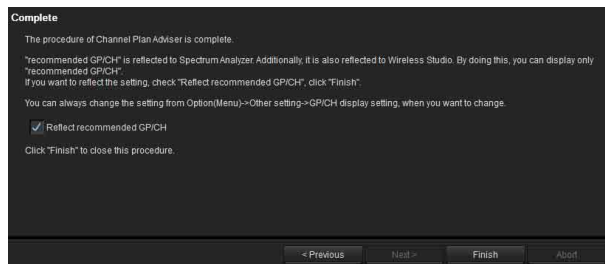 Complete
The procedure of Channel Plan Adviser is complete.
"recommended GP/CH" is reflected to Spectrum Analyzer. Additionally, it is also reflected to Wireless Studio. By doing this, you can display only
"recommended GP/CH".
If you want to reflect the setting, check "Reflect recommended GP/CH", click "Finish".
You can always change the setting from Option(Menu)->Other setting->GP/CH display setting, when you want to change.
Reflect recommended GP/CH
Click "Finish" to close this procedure.
< Previous Next > Finish Abort